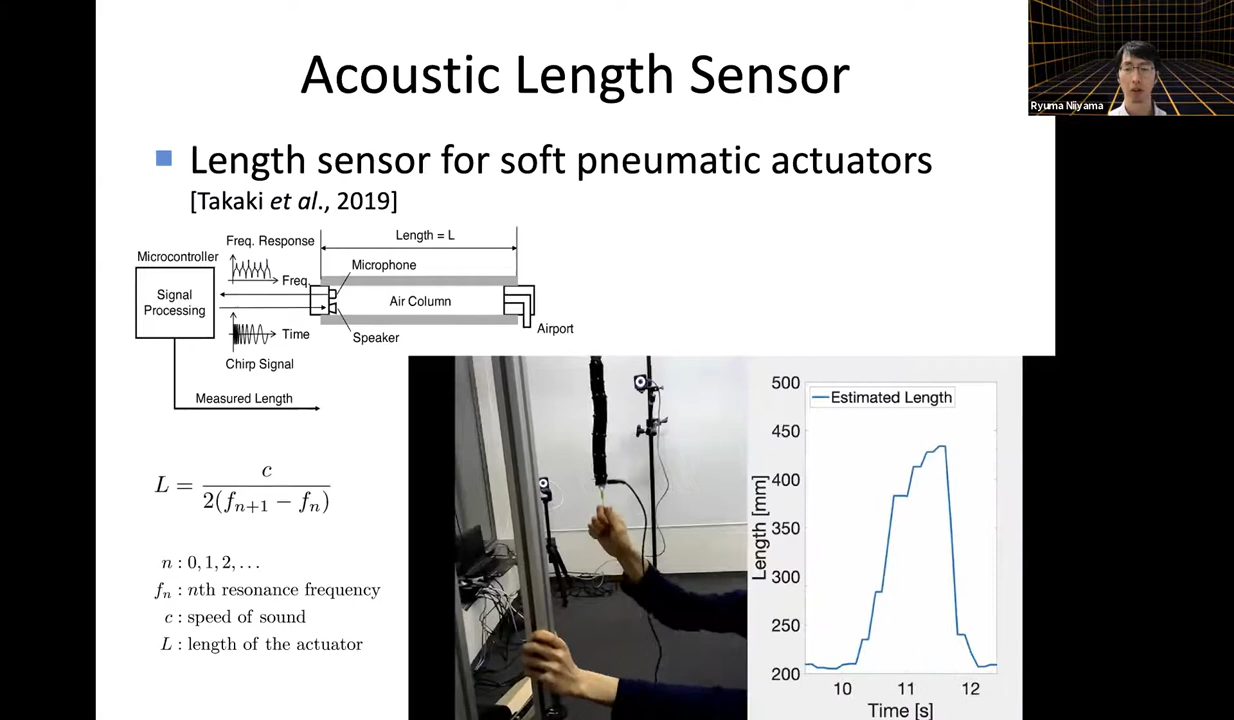 Acoustic Length Sensor
Ryuma Niiyama
Length sensor for soft pneumatic actuators
[Takaki et al., 2019]
Freq. Response
Length = L
Microcontroller
Microphone
Freq.
Signal
Processing
Air Column
Time
Speaker
Airport
Chirp Signal
Measured Length
L = c / 2(fₙ₊₁ − fₙ)
n : 0, 1, 2, . . .
fₙ : nth resonance frequency
c : speed of sound
L : length of the actuator
Estimated Length
Length [mm]
500
450
400
350
300
250
200
10 11 12
Time [s]